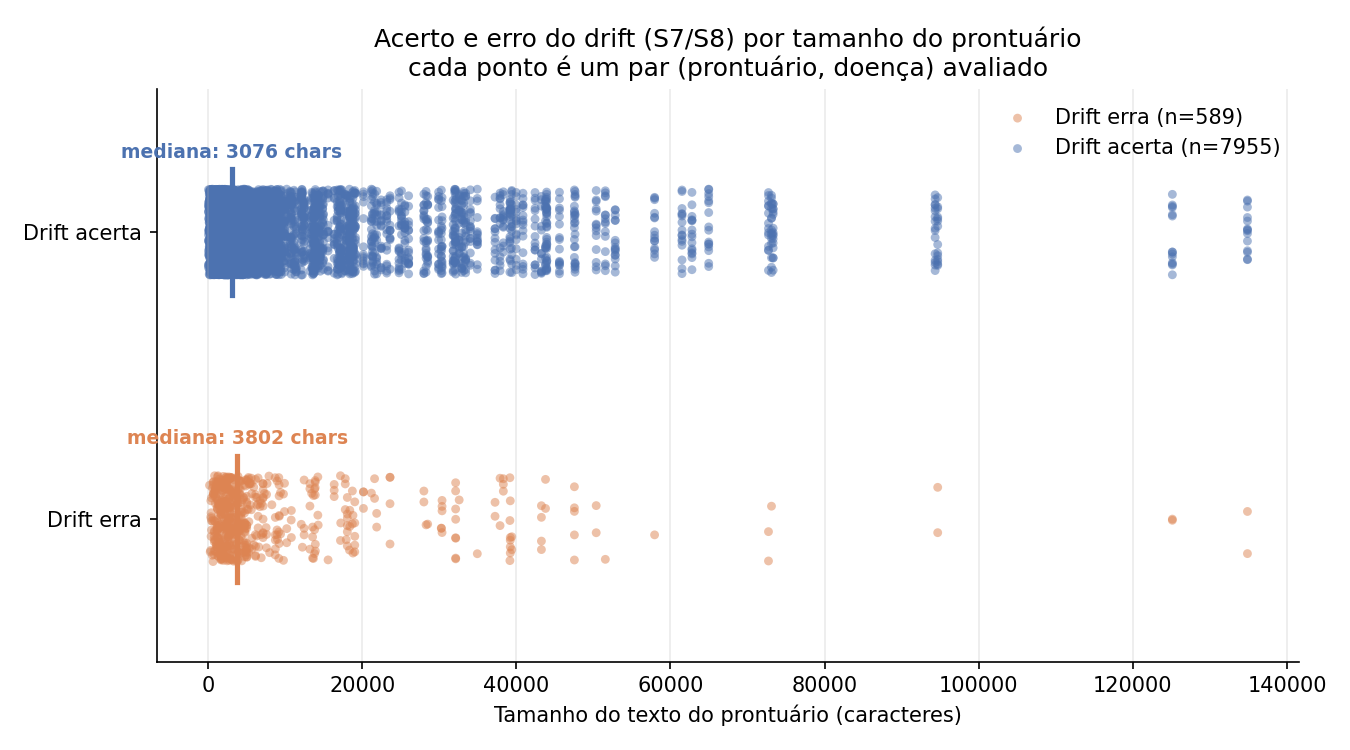 Acerto e erro do drift (S7/S8) por tamanho do prontuário
cada ponto é um par (prontuário, doença) avaliado
Drift erra (n=589)
Drift acerta (n=7955)
mediana: 3076 chars
Drift acerta
mediana: 3802 chars
Drift erra
0 20000 40000 60000 80000 100000 120000 140000
Tamanho do texto do prontuário (caracteres)